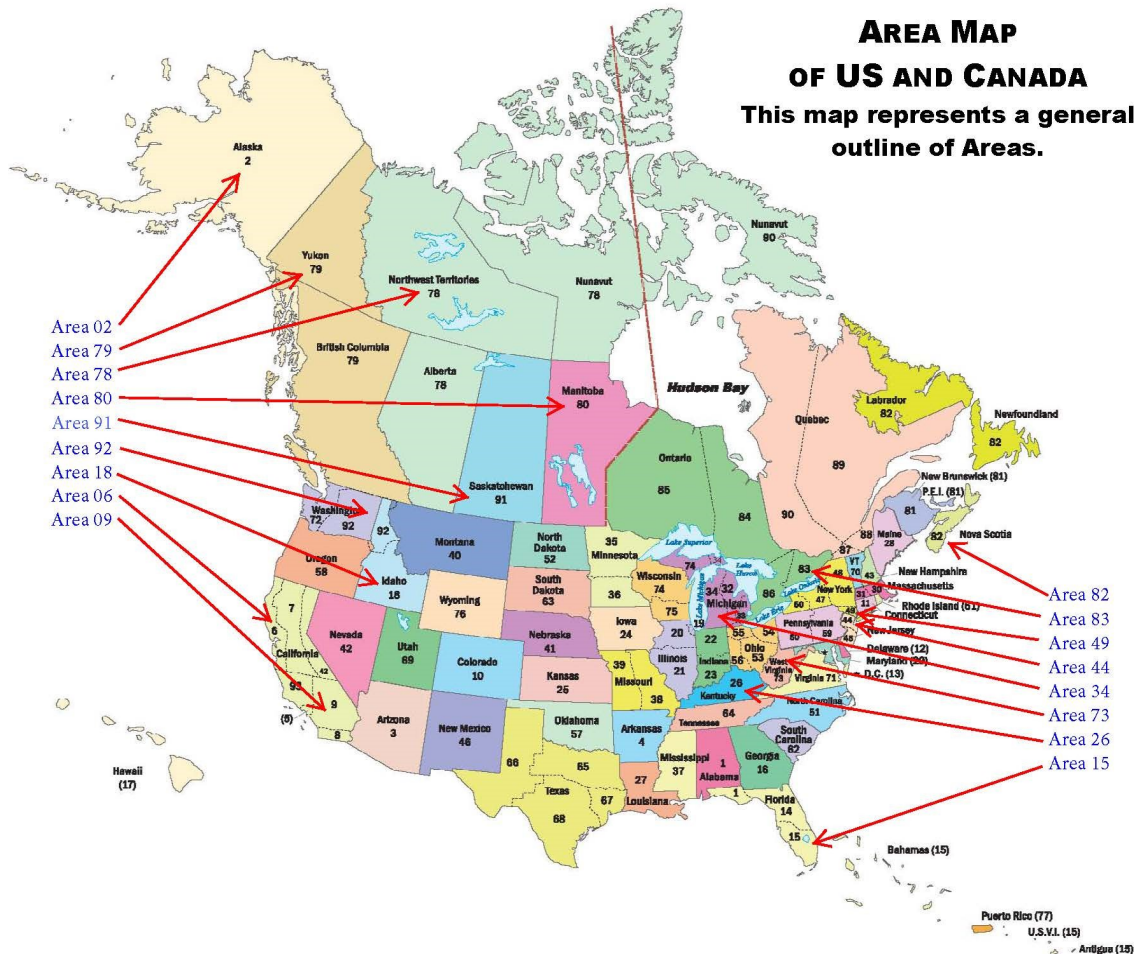 AREA MAP
OF US AND CANADA
This map represents a general
outline of Areas.
Alaska
2
Yukon
79
Northwest Territories
78
Nunavut
78
Nunavut
90
British Columbia
79
Alberta
78
Saskatchewan
91
Manitoba
80
Hudson Bay
Ontario
85
84
83
86
Quebec
89
90
88
87
Labrador
82
Newfoundland
82
New Brunswick (81)
P.E.I. (81)
81
82
Nova Scotia
Area 02
Area 79
Area 78
Area 80
Area 91
Area 92
Area 18
Area 06
Area 09
Area 82
Area 83
Area 49
Area 44
Area 34
Area 73
Area 26
Area 15
Washington
72
92
92
Oregon
58
Idaho
18
Montana
40
Wyoming
76
North
Dakota
52
South
Dakota
63
Nebraska
41
Kansas
25
Oklahoma
57
Minnesota
35
36
Iowa
24
Missouri
39
38
Arkansas
4
Louisiana
27
Wisconsin
74
75
74
Lake Superior
Lake Michigan
Lake Huron
Lake Erie
Lake Ontario
Michigan
34
32
33
19
Illinois
20
21
Indiana
22
23
Ohio
55
54
53
56
Kentucky
26
Tennessee
64
Mississippi
37
1
Alabama
Georgia
16
1
Florida
14
15
South
Carolina
62
North Carolina
51
Virginia 71
West
Virginia
73
Pennsylvania
60
59
New York
48
47
50
49
VT
70
43
Maine
28
New Hampshire
Massachusetts
30
31
11
Rhode Island (61)
Connecticut
New Jersey
44
45
Delaware (12)
Maryland (29)
D.C. (13)
California
7
6
42
93
9
(5)
8
Nevada
42
Utah
69
Colorado
10
Arizona
3
New Mexico
46
Texas
66
65
67
68
Hawaii
(17)
Bahamas (15)
Puerto Rico (77)
U.S.V.I. (15)
Antigua (15)